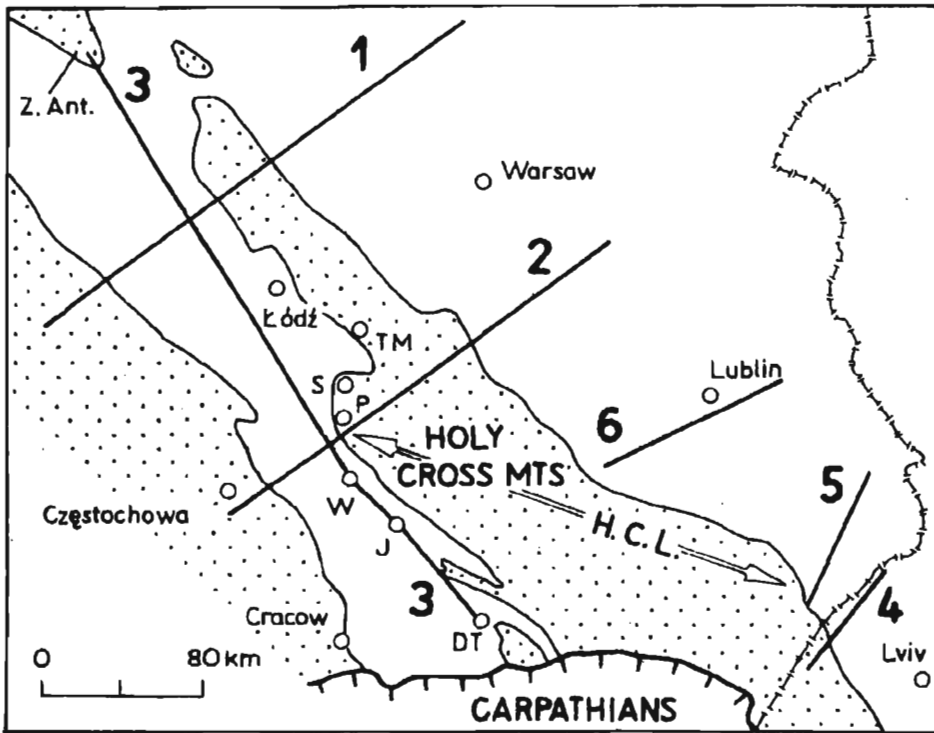 1
3
Z. Ant.
Warsaw
2
Łódź
TM
S
Lublin
P
6
HOLY
CROSS MTS
5
W
Częstochowa
J
H.C.L.
3
4
Cracow
DT
Lviv
0 80 km
CARPATHIANS